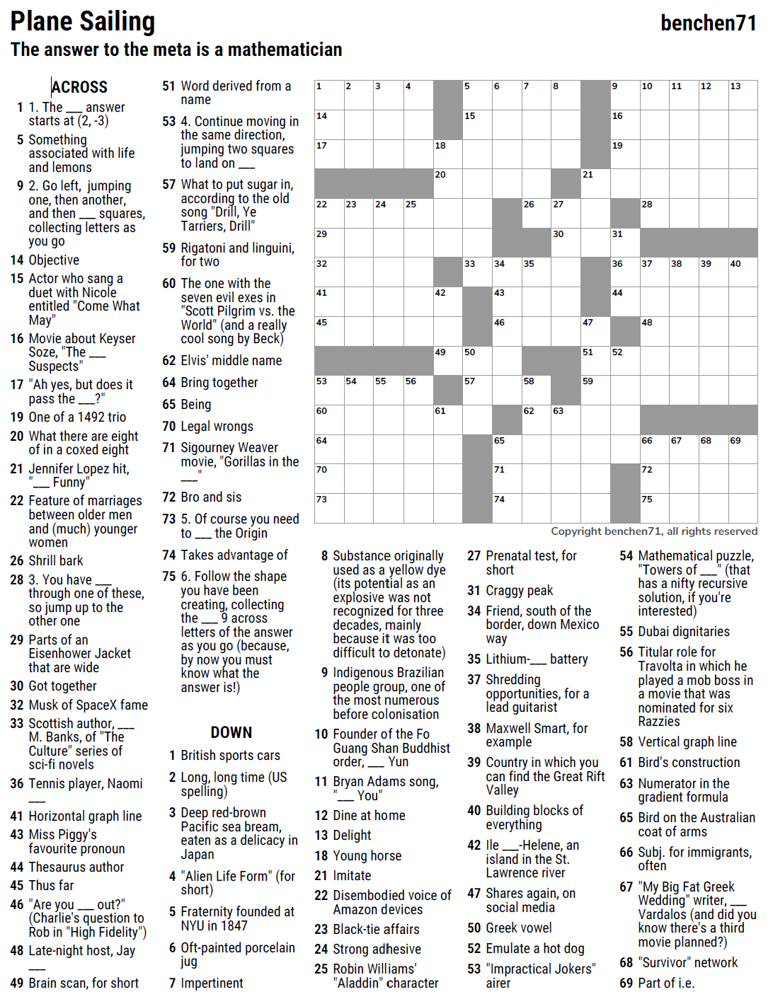 Plane Sailing
benchen71
The answer to the meta is a mathematician
ACROSS
1 1. The ___ answer
starts at (2, -3)
5 Something
associated with life
and lemons
9 2. Go left, jumping
one, then another,
and then ___ squares,
collecting letters as
you go
14 Objective
15 Actor who sang a
duet with Nicole
entitled "Come What
May"
16 Movie about Keyser
Soze, "The ___
Suspects"
17 "Ah yes, but does it
pass the ___?"
19 One of a 1492 trio
20 What there are eight
of in a coxed eight
21 Jennifer Lopez hit,
"___ Funny"
22 Feature of marriages
between older men
and (much) younger
women
26 Shrill bark
28 3. You have ___
through one of these,
so jump up to the
other one
29 Parts of an
Eisenhower Jacket
that are wide
30 Got together
32 Musk of SpaceX fame
33 Scottish author, ___
M. Banks, of "The
Culture" series of
sci-fi novels
36 Tennis player, Naomi
___
41 Horizontal graph line
43 Miss Piggy's
favourite pronoun
44 Thesaurus author
45 Thus far
46 "Are you ___ out?"
(Charlie's question to
Rob in "High Fidelity")
48 Late-night host, Jay
___
49 Brain scan, for short
51 Word derived from a
name
53 4. Continue moving in
the same direction,
jumping two squares
to land on ___
57 What to put sugar in,
according to the old
song "Drill, Ye
Tarriers, Drill"
59 Rigatoni and linguini,
for two
60 The one with the
seven evil exes in
"Scott Pilgrim vs. the
World" (and a really
cool song by Beck)
62 Elvis' middle name
64 Bring together
65 Being
70 Legal wrongs
71 Sigourney Weaver
movie, "Gorillas in the
___"
72 Bro and sis
73 5. Of course you need
to ___ the Origin
74 Takes advantage of
75 6. Follow the shape
you have been
creating, collecting
the ___ 9 across
letters of the answer
as you go (because,
by now you must
know what the
answer is!)
DOWN
1 British sports cars
2 Long, long time (US
spelling)
3 Deep red-brown
Pacific sea bream,
eaten as a delicacy in
Japan
4 "Alien Life Form" (for
short)
5 Fraternity founded at
NYU in 1847
6 Oft-painted porcelain
jug
7 Impertinent
1 2 3 4 5 6 7 8 9 10 11 12 13
14 15 16
17 18 19
20 21
22 23 24 25 26 27 28
29 30 31
32 33 34 35 36 37 38 39 40
41 42 43 44
45 46 47 48
49 50 51 52
53 54 55 56 57 58 59
60 61 62 63
64 65 66 67 68 69
70 71 72
73 74 75
Copyright benchen71, all rights reserved
8 Substance originally
used as a yellow dye
(its potential as an
explosive was not
recognized for three
decades, mainly
because it was too
difficult to detonate)
9 Indigenous Brazilian
people group, one of
the most numerous
before colonisation
10 Founder of the Fo
Guang Shan Buddhist
order, ___ Yun
11 Bryan Adams song,
"___ You"
12 Dine at home
13 Delight
18 Young horse
21 Imitate
22 Disembodied voice of
Amazon devices
23 Black-tie affairs
24 Strong adhesive
25 Robin Williams'
"Aladdin" character
27 Prenatal test, for
short
31 Craggy peak
34 Friend, south of the
border, down Mexico
way
35 Lithium-___ battery
37 Shredding
opportunities, for a
lead guitarist
38 Maxwell Smart, for
example
39 Country in which you
can find the Great Rift
Valley
40 Building blocks of
everything
42 Ile ___-Helene, an
island in the St.
Lawrence river
47 Shares again, on
social media
50 Greek vowel
52 Emulate a hot dog
53 "Impractical Jokers"
airer
54 Mathematical puzzle,
"Towers of ___" (that
has a nifty recursive
solution, if you're
interested)
55 Dubai dignitaries
56 Titular role for
Travolta in which he
played a mob boss in
a movie that was
nominated for six
Razzies
58 Vertical graph line
61 Bird's construction
63 Numerator in the
gradient formula
65 Bird on the Australian
coat of arms
66 Subj. for immigrants,
often
67 "My Big Fat Greek
Wedding" writer, ___
Vardalos (and did you
know there's a third
movie planned?)
68 "Survivor" network
69 Part of i.e.